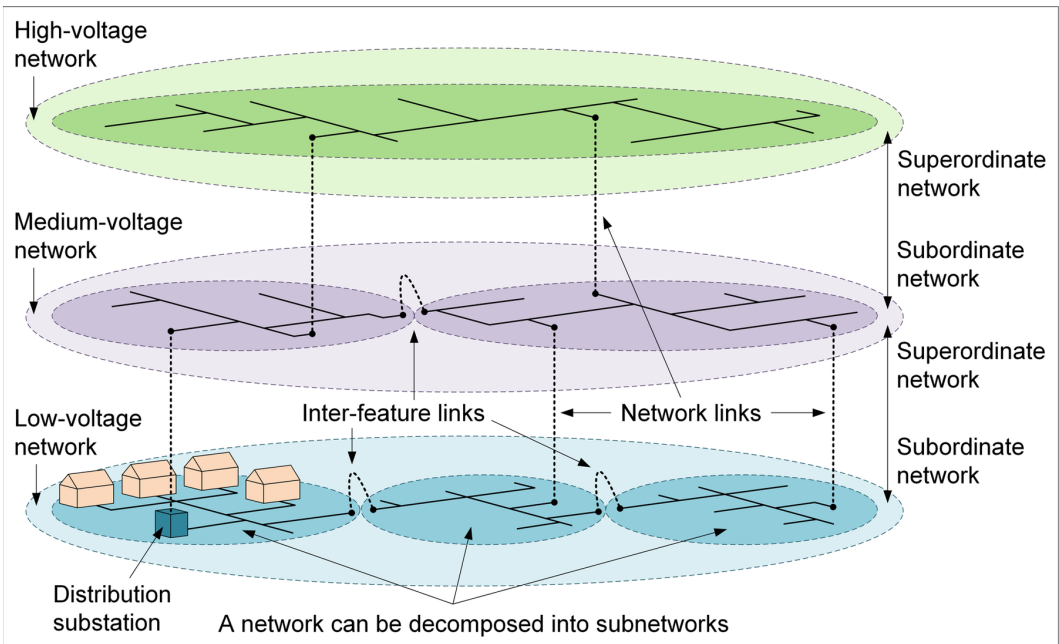 High-voltage
network
Superordinate
network
Medium-voltage
network
Subordinate
network
Superordinate
network
Low-voltage
network
Inter-feature links
Network links
Subordinate
network
Distribution
substation
A network can be decomposed into subnetworks